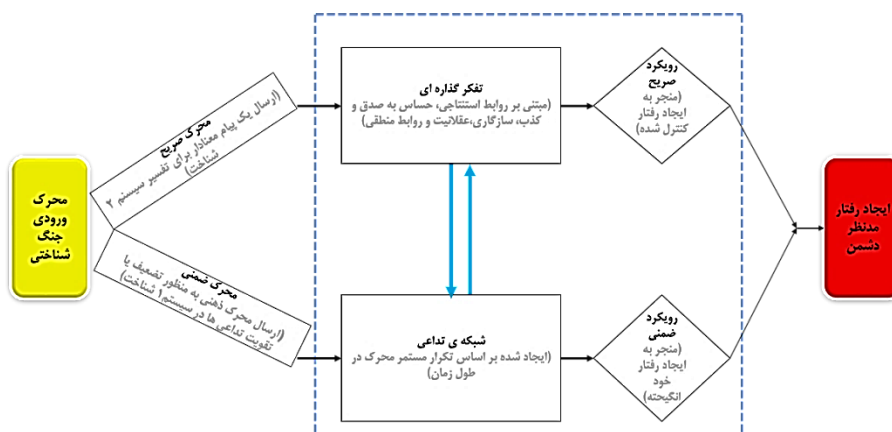 محرک
ورودی
جنگ
شناختی
محرک صریح
(ارسال یک پیام معنادار برای تفسیر سیستم ۲
شناخت)
محرک ضمنی
(ارسال محرک ذهنی به منظور تضعیف یا
تقویت تداعی ها در سیستم۱ شناخت)
تفکر گذاره ای
(مبتنی بر روابط استنتاجی، حساس به صدق و
کذب، سازگاری،عقلانیت و روابط منطقی)
شبکه ی تداعی
(ایجاد شده بر اساس تکرار مستمر محرک در
طول زمان)
رویکرد
صریح
(منجر به
ایجاد رفتار
کنترل شده)
رویکرد
ضمنی
(منجر به
ایجاد رفتار
خود
انگیخته)
ایجاد رفتار
مدنظر
دشمن